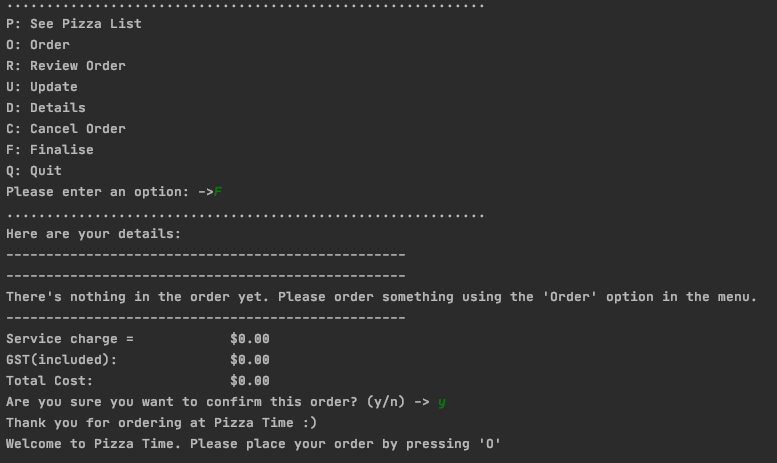 ............................................................
P: See Pizza List
O: Order
R: Review Order
U: Update
D: Details
C: Cancel Order
F: Finalise
Q: Quit
Please enter an option: ->F
............................................................
Here are your details:
--------------------------------------------------
--------------------------------------------------
There's nothing in the order yet. Please order something using the 'Order' option in the menu.
--------------------------------------------------
Service charge = $0.00
GST(included): $0.00
Total Cost: $0.00
Are you sure you want to confirm this order? (y/n) -> y
Thank you for ordering at Pizza Time :)
Welcome to Pizza Time. Please place your order by pressing 'O'